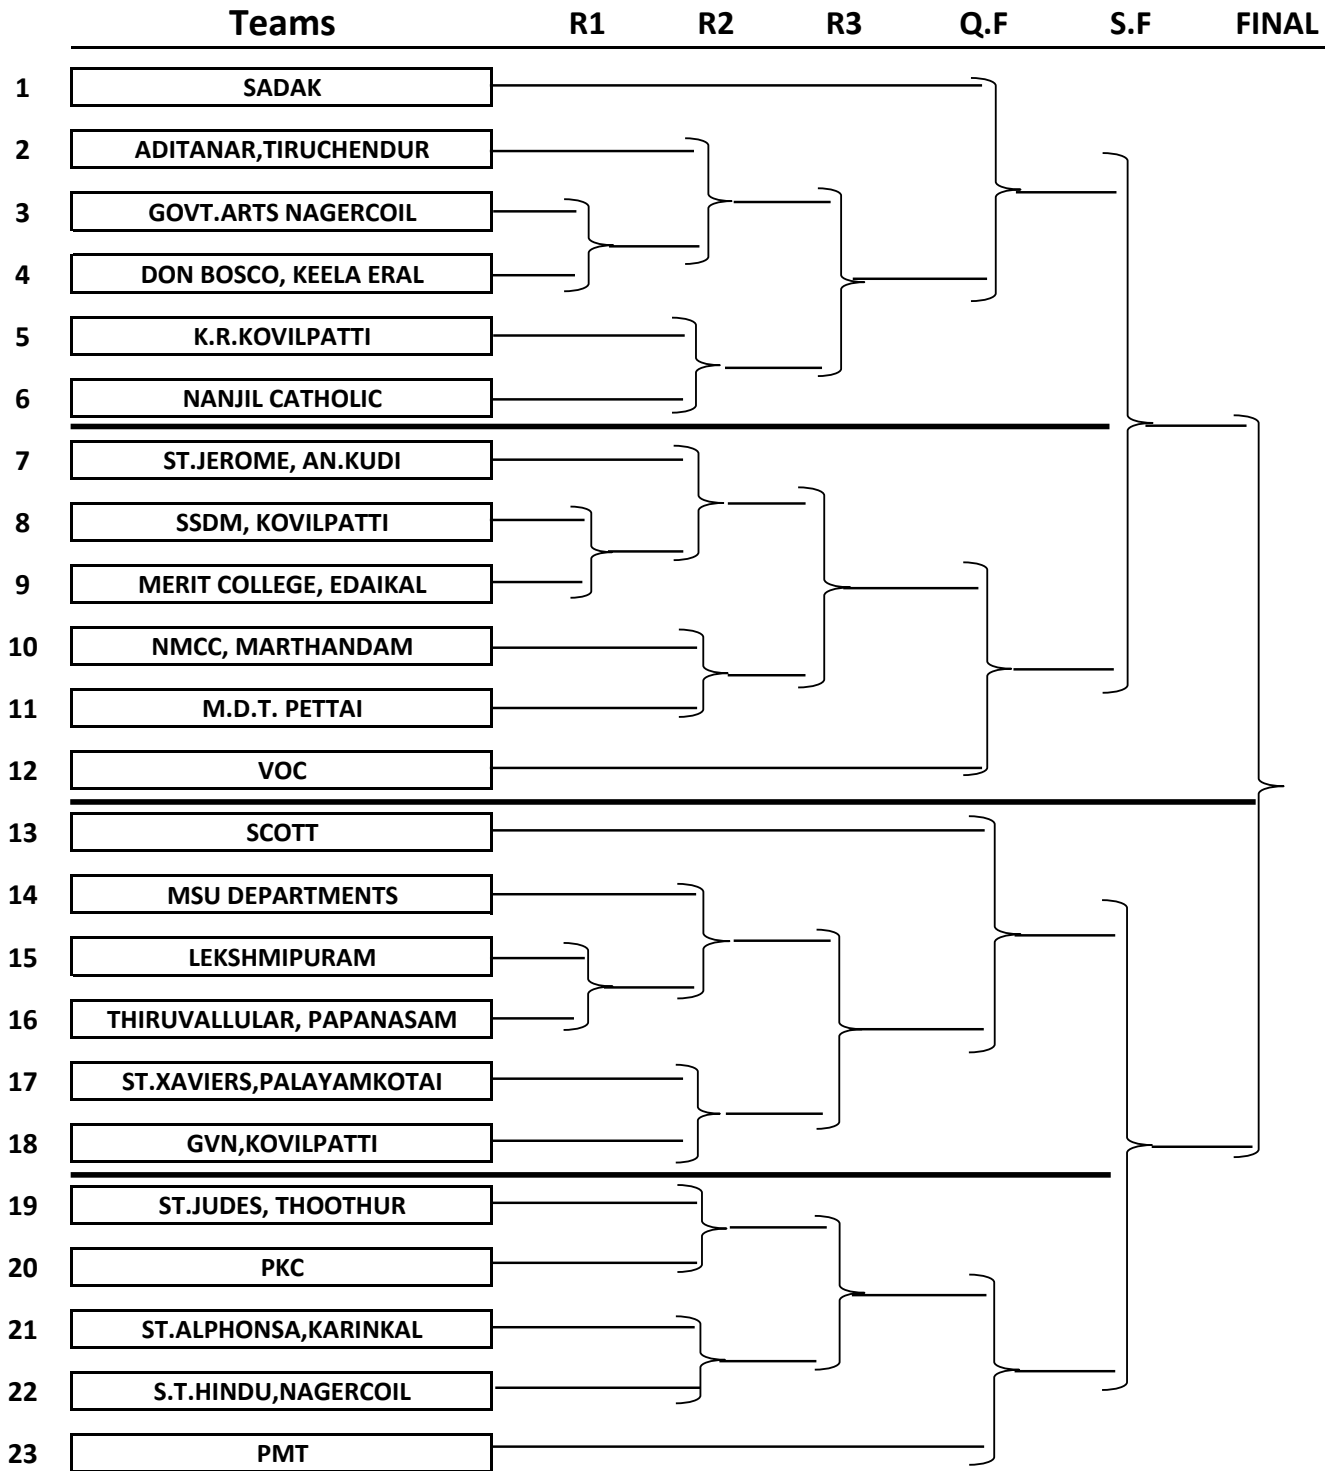 Teams R1 R2 R3 Q.F S.F FINAL
1 SADAK
2 ADITANAR,TIRUCHENDUR
3 GOVT.ARTS NAGERCOIL
4 DON BOSCO, KEELA ERAL
5 K.R.KOVILPATTI
6 NANJIL CATHOLIC
7 ST.JEROME, AN.KUDI
8 SSDM, KOVILPATTI
9 MERIT COLLEGE, EDAIKAL
10 NMCC, MARTHANDAM
11 M.D.T. PETTAI
12 VOC
13 SCOTT
14 MSU DEPARTMENTS
15 LEKSHMIPURAM
16 THIRUVALLULAR, PAPANASAM
17 ST.XAVIERS,PALAYAMKOTAI
18 GVN,KOVILPATTI
19 ST.JUDES, THOOTHUR
20 PKC
21 ST.ALPHONSA,KARINKAL
22 S.T.HINDU,NAGERCOIL
23 PMT